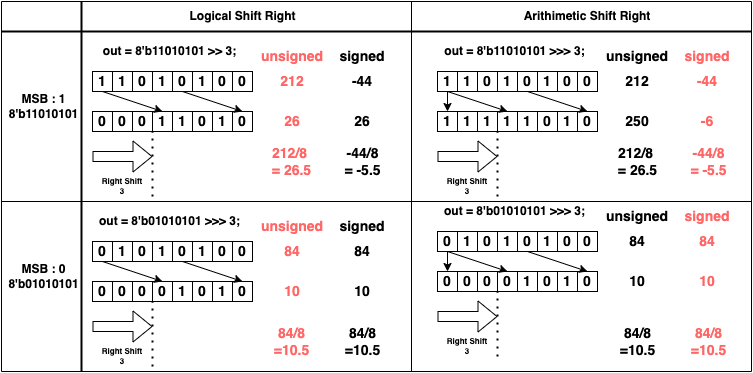 Logical Shift Right
Arithmetic Shift Right
MSB : 1
8'b11010101
out = 8'b11010101 >> 3;
unsigned signed
1 1 0 1 0 1 0 0 212 -44
0 0 0 1 1 0 1 0 26 26
212/8 -44/8
= 26.5 = -5.5
Right Shift
3
out = 8'b11010101 >>> 3;
unsigned signed
1 1 0 1 0 1 0 0 212 -44
1 1 1 1 1 0 1 0 250 -6
212/8 -44/8
= 26.5 = -5.5
Right Shift
3
MSB : 0
8'b01010101
out = 8'b01010101 >>> 3;
unsigned signed
0 1 0 1 0 1 0 0 84 84
0 0 0 0 1 0 1 0 10 10
84/8 84/8
=10.5 =10.5
Right Shift
3
out = 8'b01010101 >>> 3;
unsigned signed
0 1 0 1 0 1 0 0 84 84
0 0 0 0 1 0 1 0 10 10
84/8 84/8
=10.5 =10.5
Right Shift
3